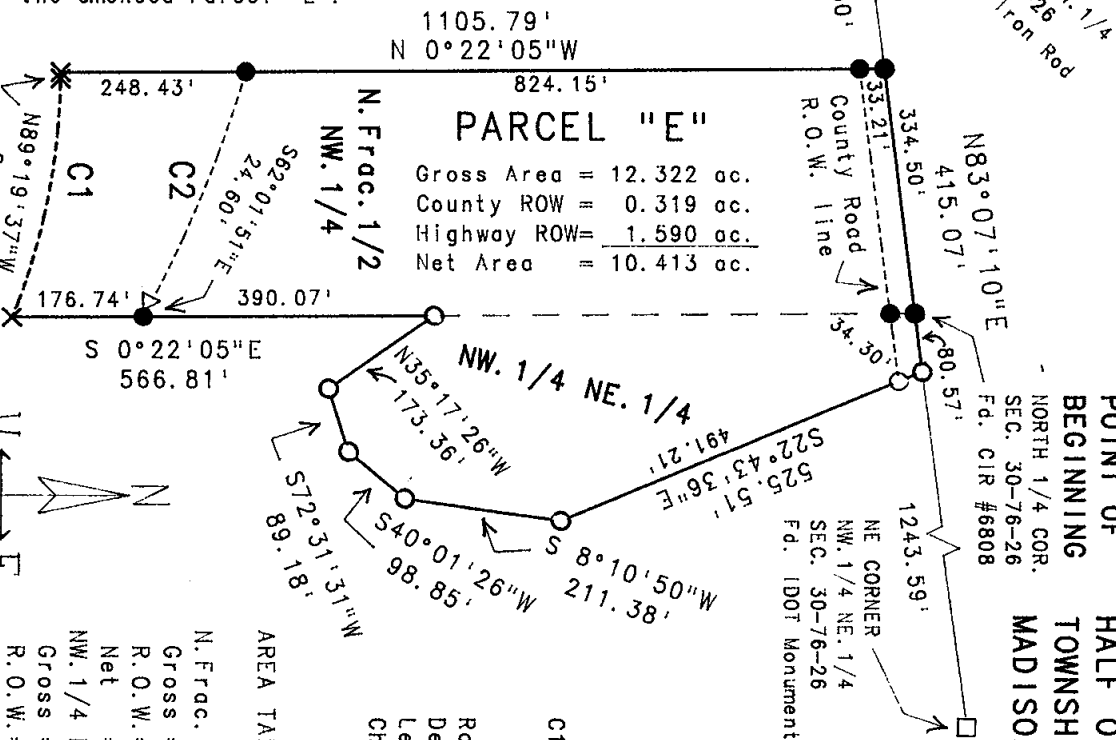 1105.79'
N 0°22'05"W
248.43'
824.15'
33.21'
334.50'
N83°07'10"E
415.07'
County Road
R.O.W. line
PARCEL "E"
Gross Area = 12.322 ac.
County ROW = 0.319 ac.
Highway ROW= 1.590 ac.
Net Area = 10.413 ac.
N. Frac. 1/2
NW. 1/4
C1
C2
N89°19'37"W
S62°01'51"E
24.60'
176.74'
390.07'
S 0°22'05"E
566.81'
NW. 1/4 NE. 1/4
N35°17'26"W
173.36'
S72°31'31"W
89.18'
S40°01'26"W
98.85'
S 8°10'50"W
211.38'
491.21'
525.51'
S22°43'36"E
34.30'
80.57'
1243.59'
POINT OF
BEGINNING
NORTH 1/4 COR.
SEC. 30-76-26
Fd. CIR #6808
NE CORNER
NW. 1/4 NE. 1/4
SEC. 30-76-26
Fd. IDOT Monument
HALF O
TOWNSH
MADISO
Iron Rod
1/4
26
N
E
AREA TA
N. Frac.
Gross
R.O.W.
Net
NW. 1/4
Gross
R.O.W.
C1
Le
Ch